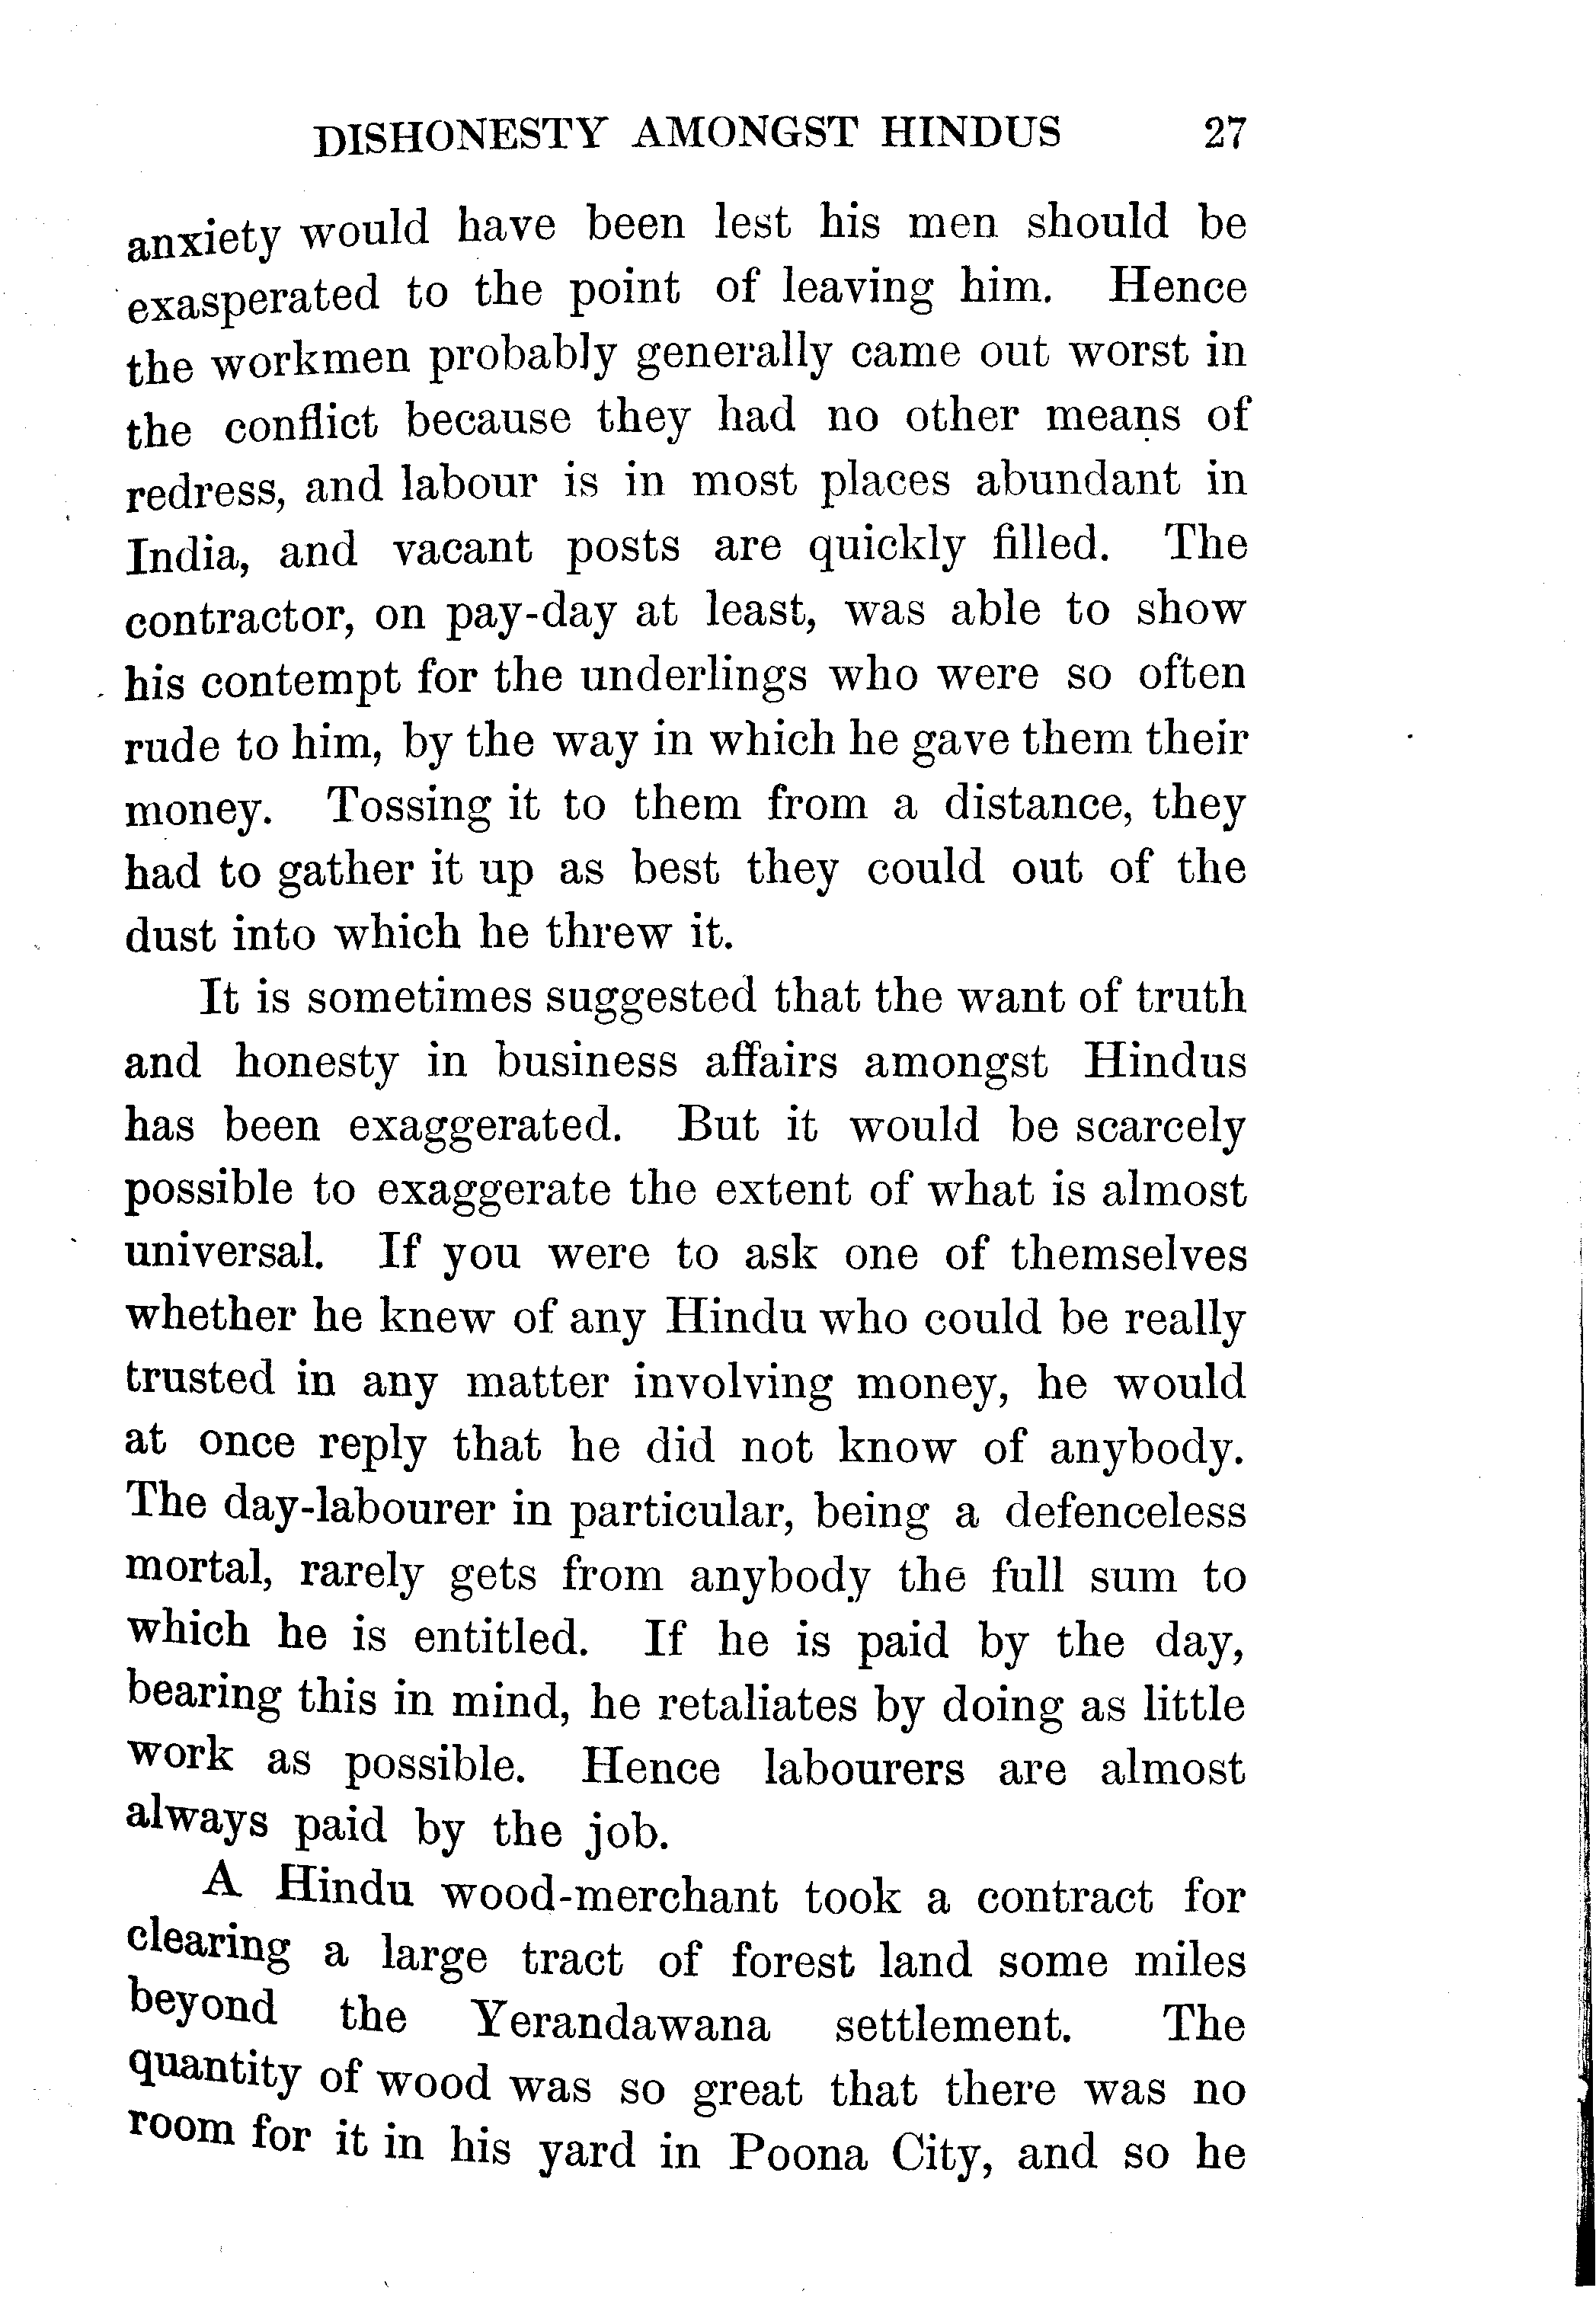 DISHONESTY AMONGST HINDUS 27
anxiety would have been lest his men should be
exasperated to the point of leaving him. Hence
the workmen probably generally came out worst in
the conflict because they had no other means of
redress, and labour is in most places abundant in
India, and vacant posts are quickly filled. The
contractor, on pay-day at least, was able to show
his contempt for the underlings who were so often
rude to him, by the way in which he gave them their
money. Tossing it to them from a distance, they
had to gather it up as best they could out of the
dust into which he threw it.
It is sometimes suggested that the want of truth
and honesty in business affairs amongst Hindus
has been exaggerated. But it would be scarcely
possible to exaggerate the extent of what is almost
universal. If you were to ask one of themselves
whether he knew of any Hindu who could be really
trusted in any matter involving money, he would
at once reply that he did not know of anybody.
The day-labourer in particular, being a defenceless
mortal, rarely gets from anybody the full sum to
which he is entitled. If he is paid by the day,
bearing this in mind, he retaliates by doing as little
work as possible. Hence labourers are almost
always paid by the job.
A Hindu wood-merchant took a contract for
clearing a large tract of forest land some miles
beyond the Yerandawana settlement. The
quantity of wood was so great that there was no
room for it in his yard in Poona City, and so he